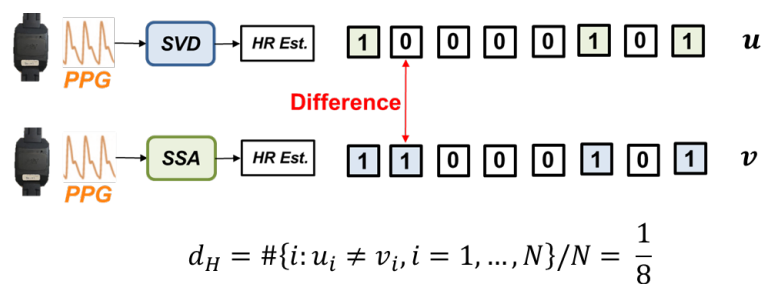 PPG SVD HR Est. 1 0 0 0 0 1 0 1 u
Difference
PPG SSA HR Est. 1 1 0 0 0 1 0 1 v
d_H = #{i: u_i ≠ v_i, i = 1, …, N}/N = 1/8